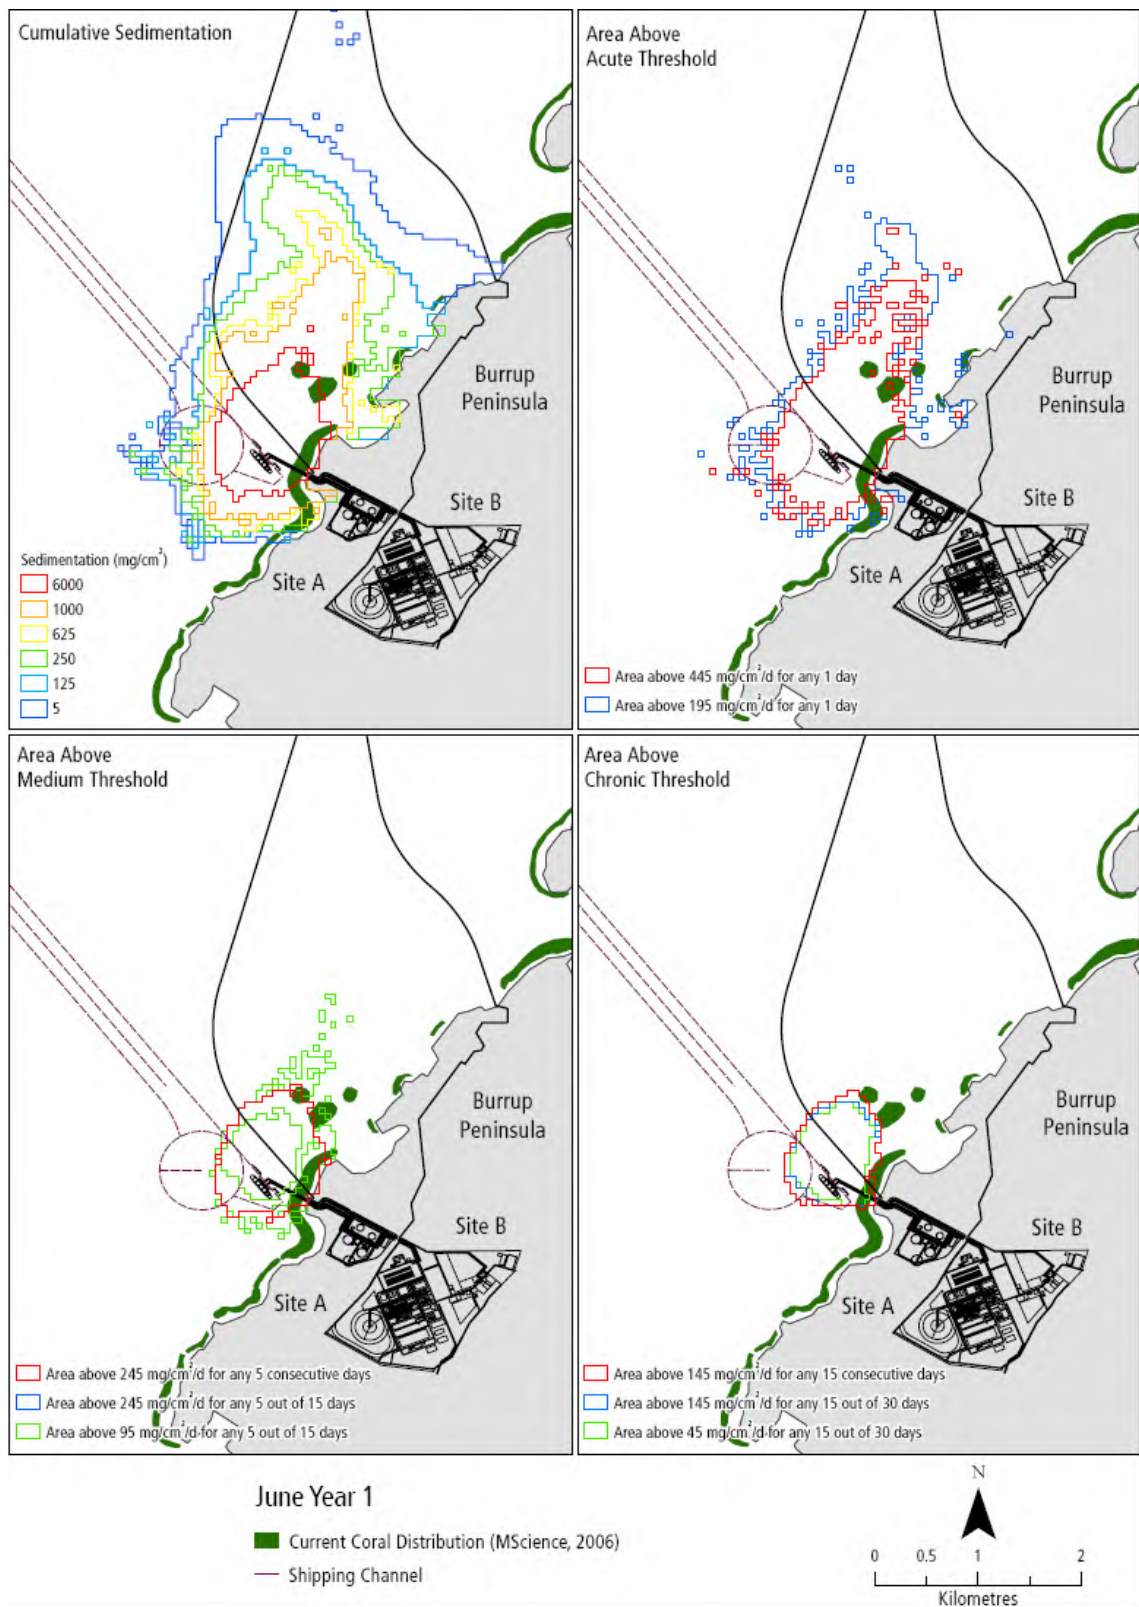 Cumulative Sedimentation
Burrup
Peninsula
Site B
Site A
Sedimentation (mg/cm²)
6000
1000
625
250
125
5
Area Above
Acute Threshold
Burrup
Peninsula
Site B
Site A
Area above 445 mg/cm²/d for any 1 day
Area above 195 mg/cm²/d for any 1 day
Area Above
Medium Threshold
Burrup
Peninsula
Site B
Site A
Area above 245 mg/cm²/d for any 5 consecutive days
Area above 245 mg/cm²/d for any 5 out of 15 days
Area above 95 mg/cm²/d for any 5 out of 15 days
Area Above
Chronic Threshold
Burrup
Peninsula
Site B
Site A
Area above 145 mg/cm²/d for any 15 consecutive days
Area above 145 mg/cm²/d for any 15 out of 30 days
Area above 45 mg/cm²/d for any 15 out of 30 days
June Year 1
Current Coral Distribution (MScience, 2006)
Shipping Channel
N
0 0.5 1 2
Kilometres